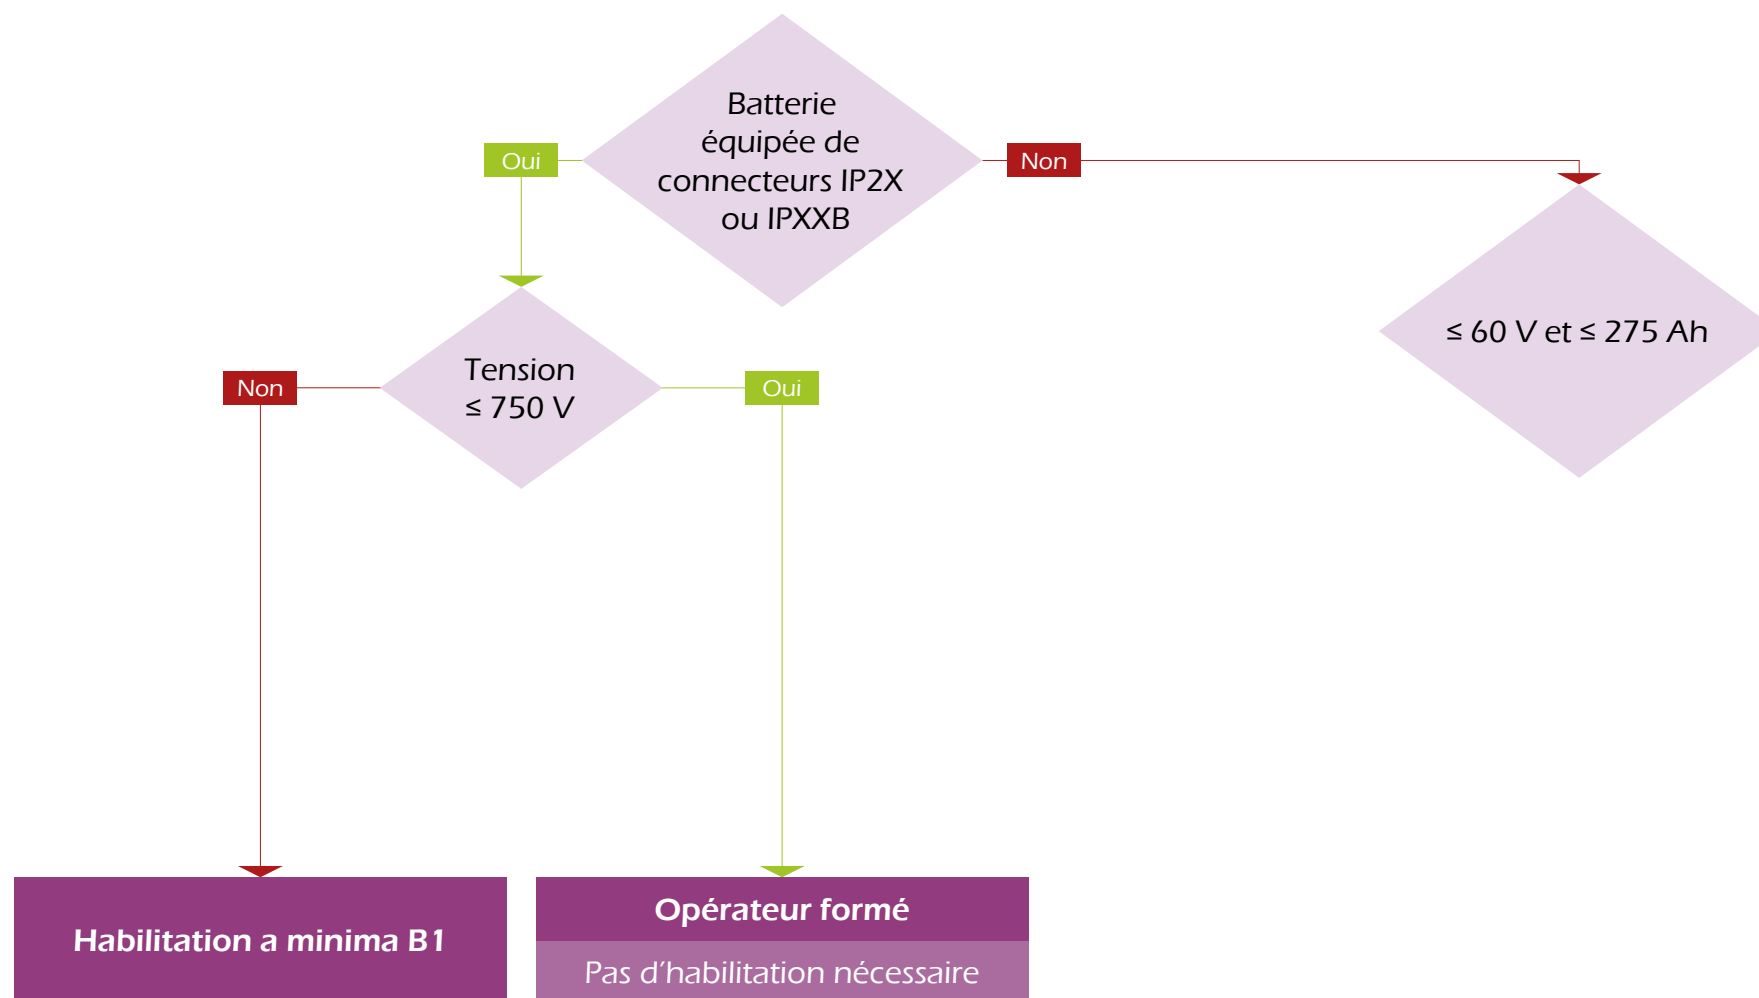 Batterie
équipée de
connecteurs IP2X
ou IPXXB
Oui
Non
≤ 60 V et ≤ 275 Ah
Tension
≤ 750 V
Non
Oui
Habilitation a minima B1
Opérateur formé
Pas d’habilitation nécessaire